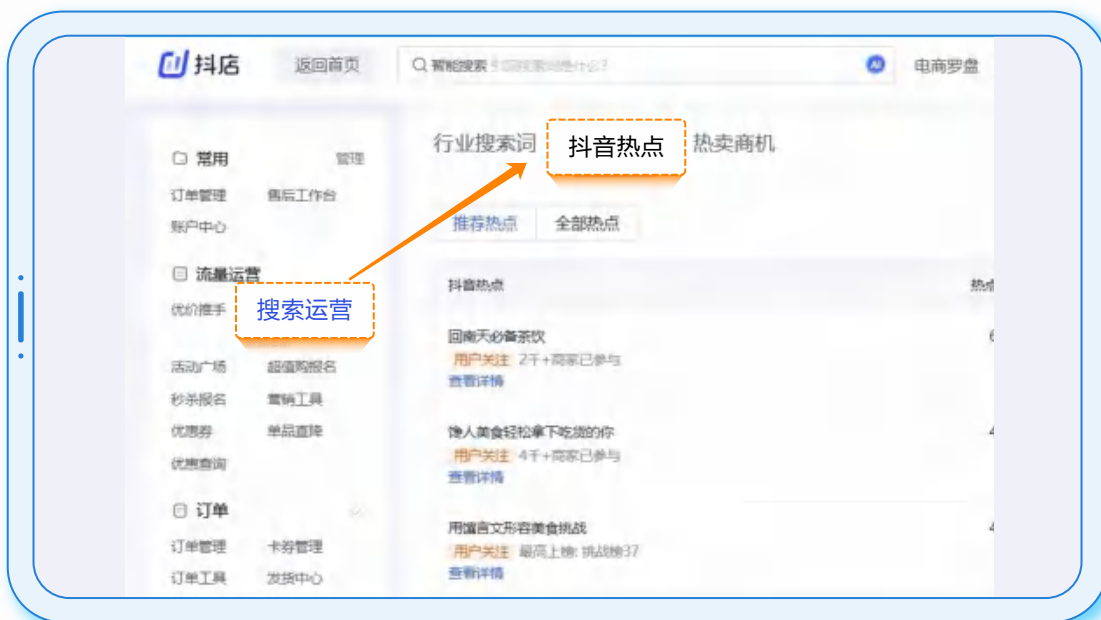 抖店
返回首页
智能搜索
电商罗盘
常用
管理
订单管理 售后工作台
账户中心
流量运营
优价推手
搜索运营
活动广场 超值购报名
秒杀报名 营销工具
优惠券 单品直降
优惠查询
订单
订单管理 卡券管理
订单工具 发货中心
行业搜索词 抖音热点 热卖商机
推荐热点 全部热点
抖音热点
回南天必备茶饮
用户关注 2千+商家已参与
查看详情
馋人美食轻松拿下吃货的你
用户关注 4千+商家已参与
查看详情
用馆言文形容美食挑战
用户关注 最高上榜: 挑战榜37
查看详情